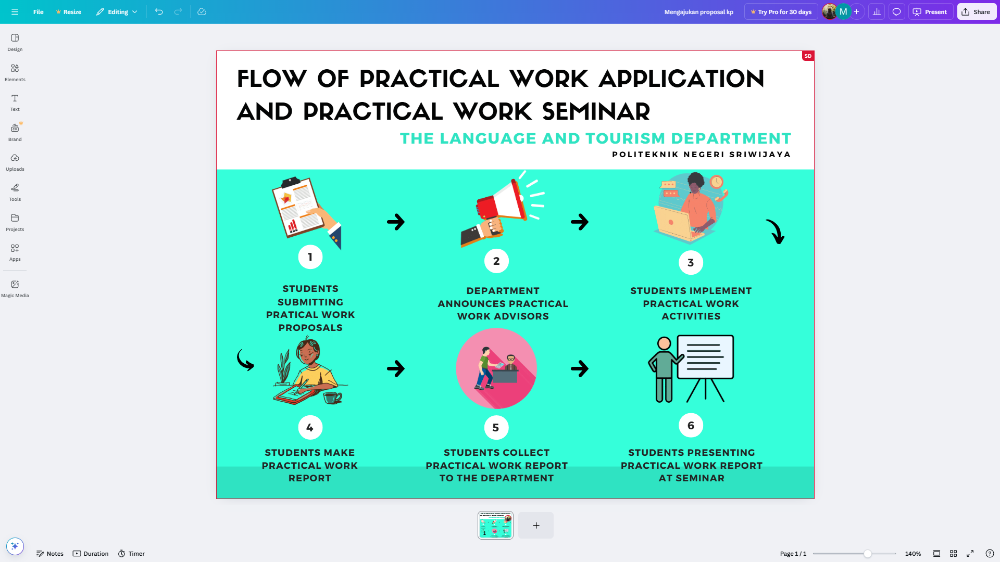 File
Resize
Editing
Mengajukan proposal kp
Try Pro for 30 days
M
Present
Share
Design
Elements
Text
Brand
Uploads
Tools
Projects
Apps
Magic Media
SD
FLOW OF PRACTICAL WORK APPLICATION
AND PRACTICAL WORK SEMINAR
THE LANGUAGE AND TOURISM DEPARTMENT
POLITEKNIK NEGERI SRIWIJAYA
1
STUDENTS
SUBMITTING
PRATICAL WORK
PROPOSALS
2
DEPARTMENT
ANNOUNCES PRACTICAL
WORK ADVISORS
3
STUDENTS IMPLEMENT
PRACTICAL WORK
ACTIVITIES
4
STUDENTS MAKE
PRACTICAL WORK
REPORT
5
STUDENTS COLLECT
PRACTICAL WORK REPORT
TO THE DEPARTMENT
6
STUDENTS PRESENTING
PRACTICAL WORK REPORT
AT SEMINAR
1
Notes
Duration
Timer
Page 1 / 1
140%